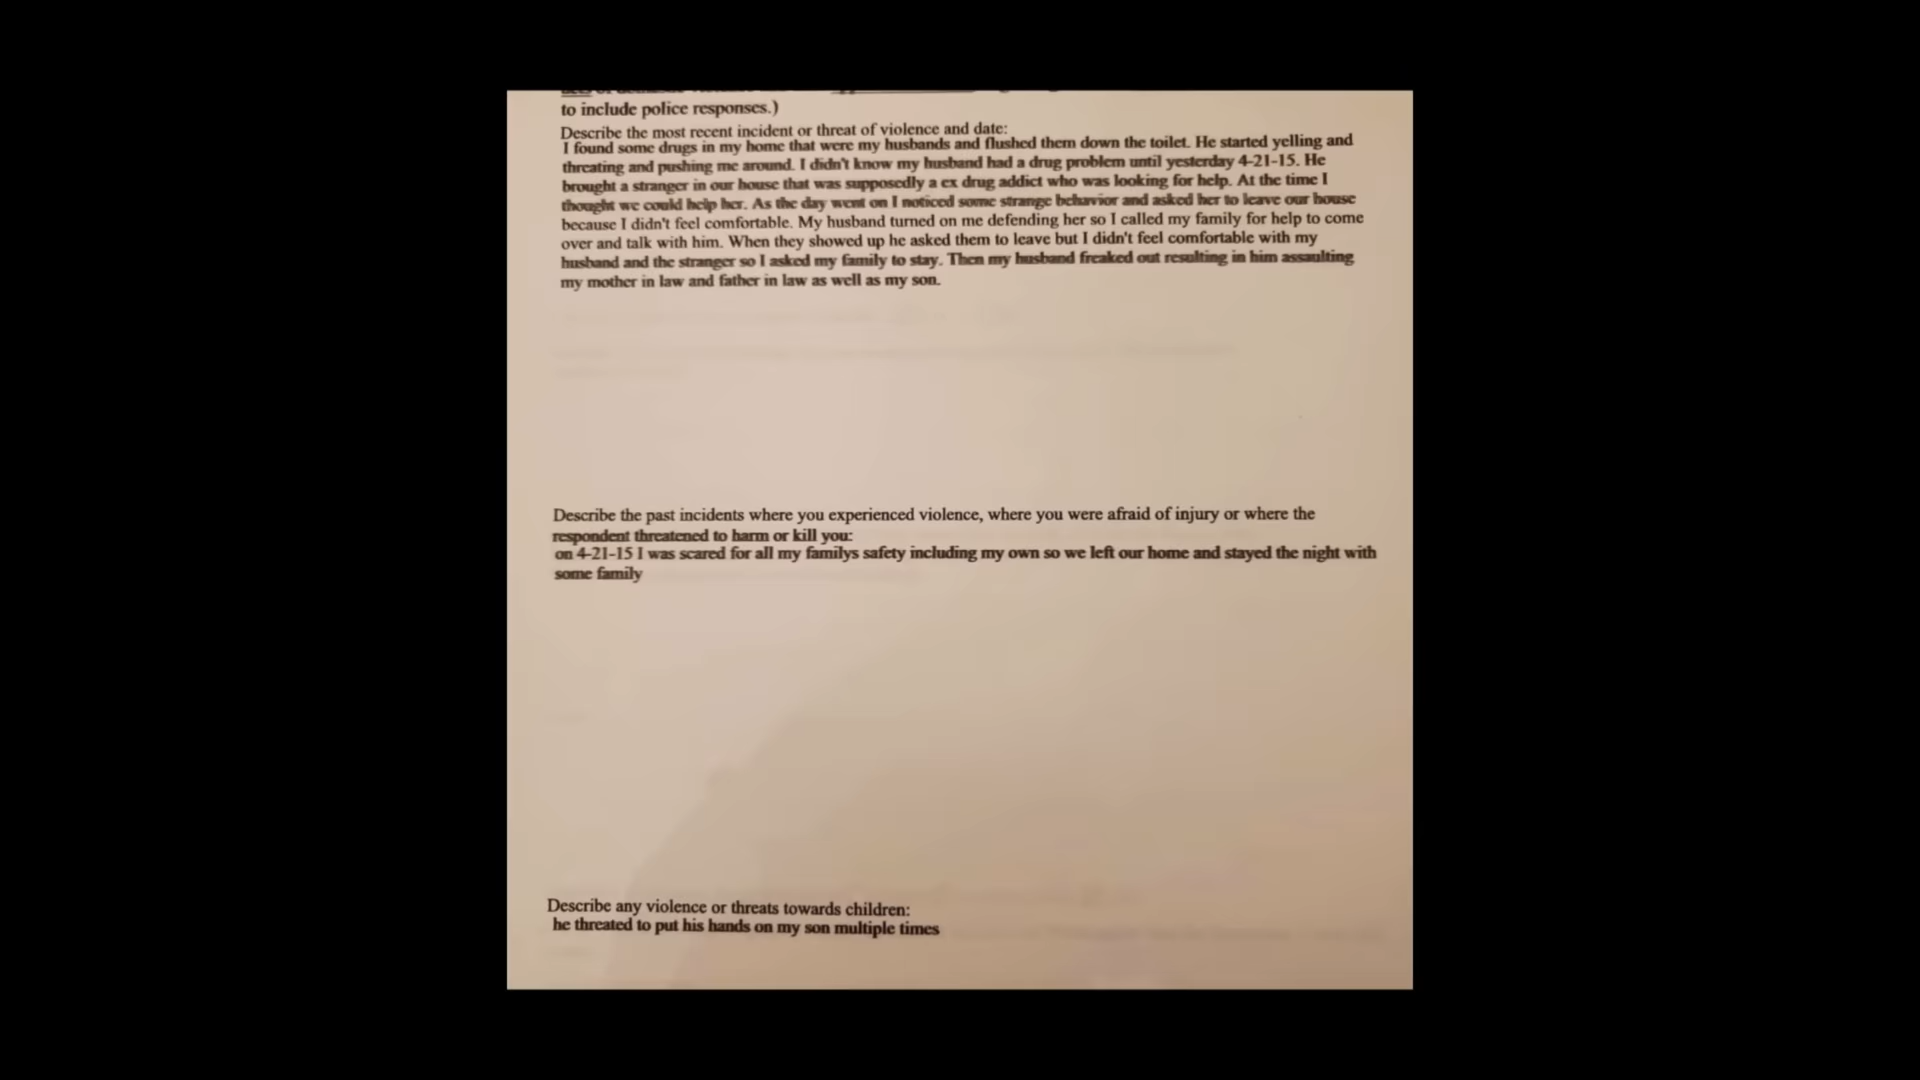 to include police responses.)
Describe the most recent incident or threat of violence and date:
I found some drugs in my home that were my husbands and flushed them down the toilet. He started yelling and
threating and pushing me around. I didn't know my husband had a drug problem until yesterday 4-21-15. He
brought a stranger in our house that was supposedly a ex drug addict who was looking for help. At the time I
thought we could help her. As the day went on I noticed some strange behavior and asked her to leave our house
because I didn't feel comfortable. My husband turned on me defending her so I called my family for help to come
over and talk with him. When they showed up he asked them to leave but I didn't feel comfortable with my
husband and the stranger so I asked my family to stay. Then my husband freaked out resulting in him assaulting
my mother in law and father in law as well as my son.
Describe the past incidents where you experienced violence, where you were afraid of injury or where the
respondent threatened to harm or kill you:
on 4-21-15 I was scared for all my familys safety including my own so we left our home and stayed the night with
some family
Describe any violence or threats towards children:
he threated to put his hands on my son multiple times